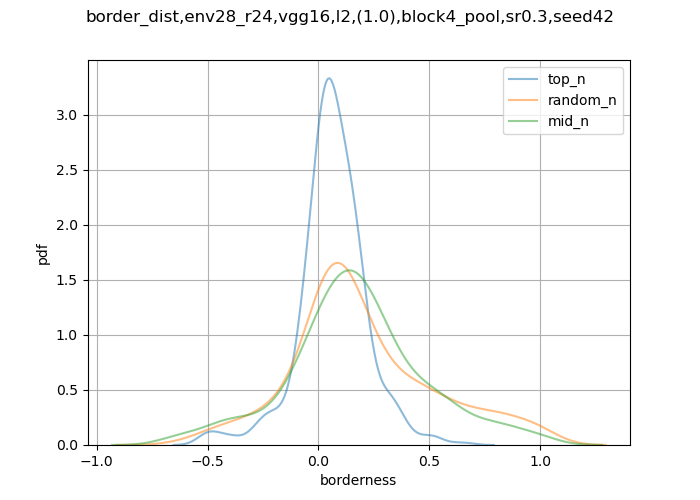 border_dist,env28_r24,vgg16,l2,(1.0),block4_pool,sr0.3,seed42
top_n
random_n
mid_n
3.0
2.5
2.0
1.5
1.0
0.5
0.0
pdf
−1.0 −0.5 0.0 0.5 1.0
borderness